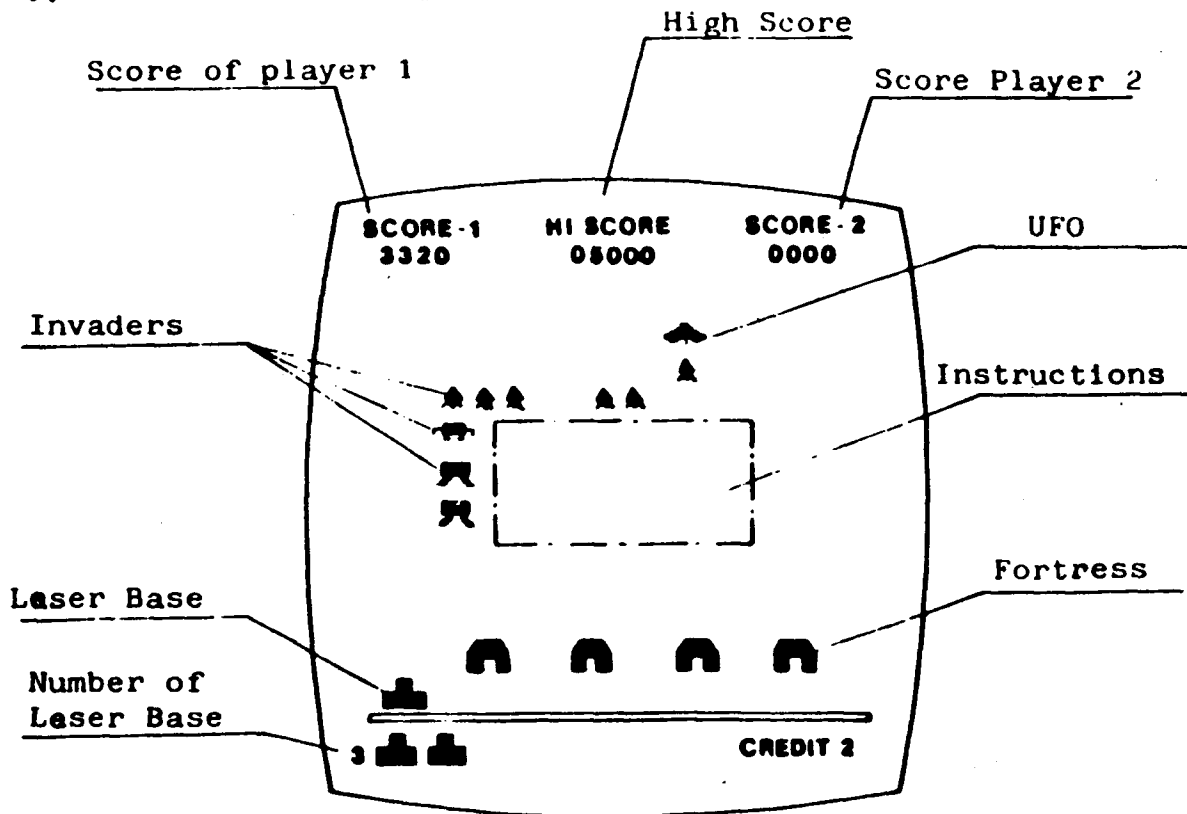 High Score
Score of player 1
Score Player 2
SCORE-1 HI SCORE SCORE-2
3320 05000 0000
UFO
Invaders
Instructions
Fortress
Laser Base
Number of
Laser Base
3 CREDIT 2